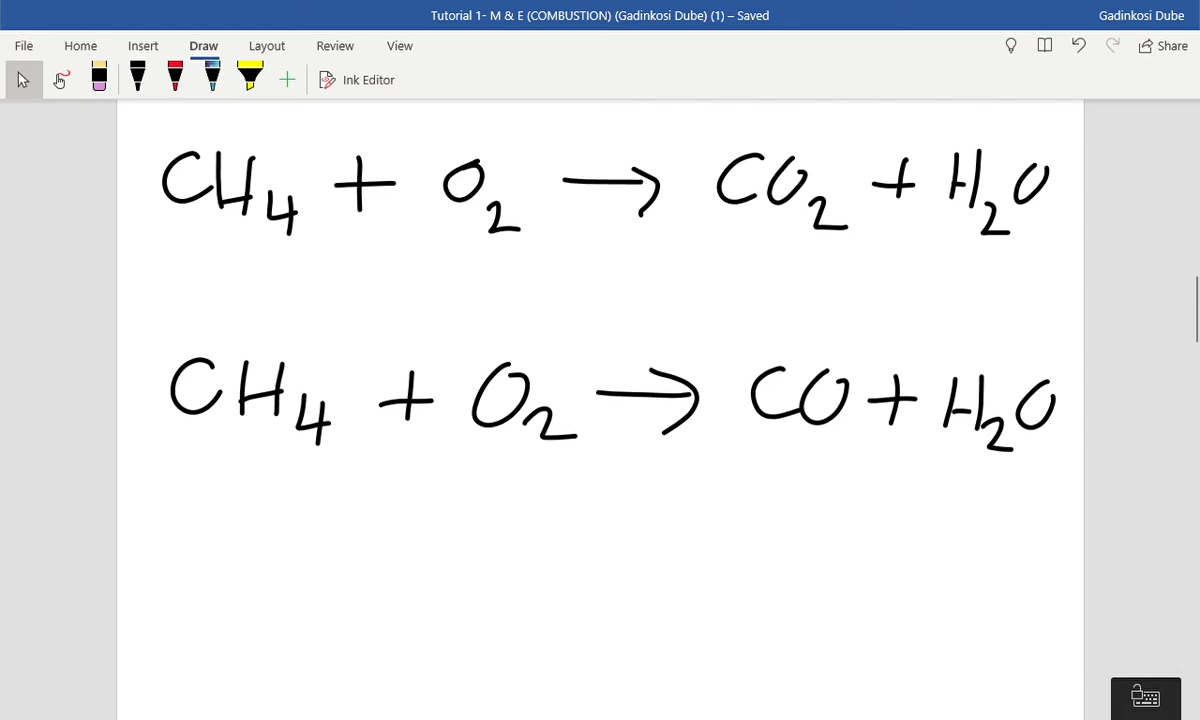 Tutorial 1- M & E (COMBUSTION) (Gadinkosi Dube) (1) – Saved Gadinkosi Dube
File Home Insert Draw Layout Review View Share
Ink Editor
CH₄ + O₂ → CO₂ + H₂O
CH₄ + O₂ → CO + H₂O